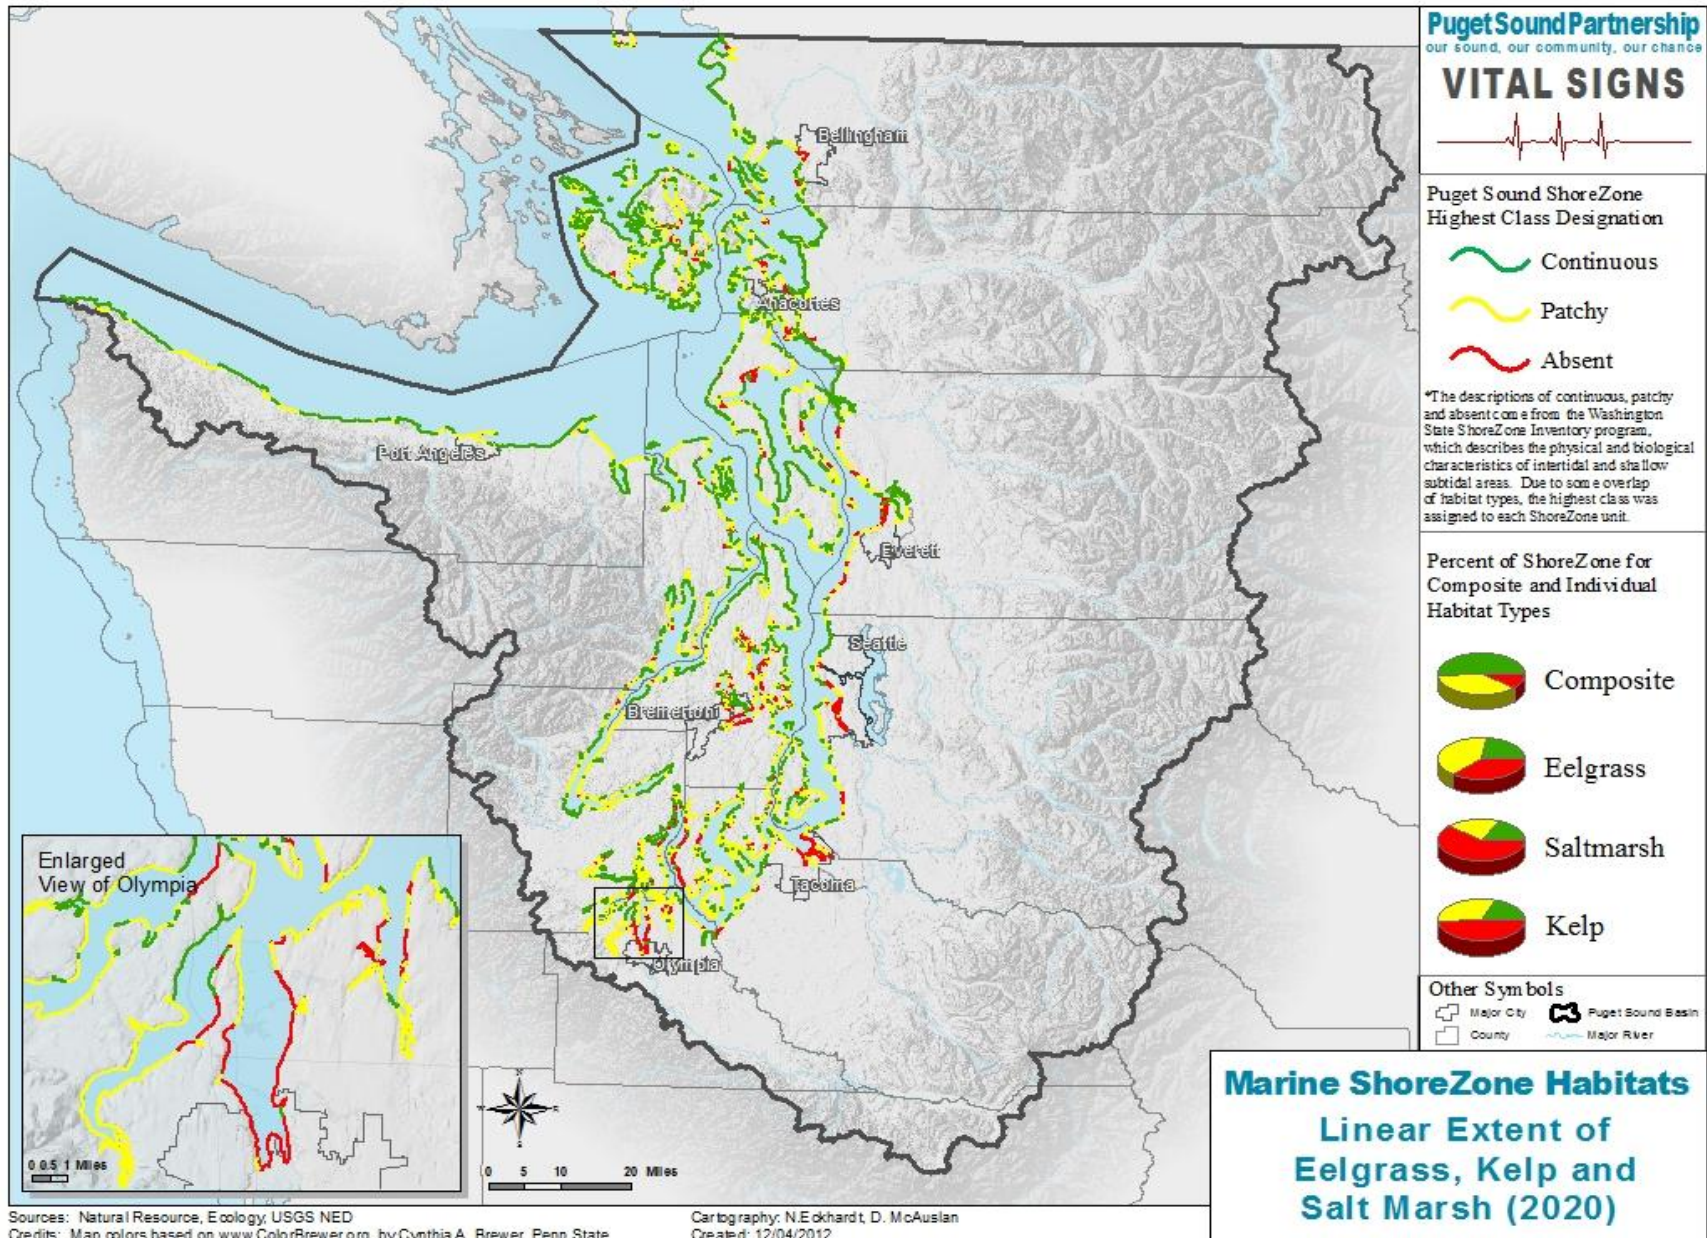 Puget Sound Partnership
our sound, our community, our chance
VITAL SIGNS
Puget Sound ShoreZone
Highest Class Designation
Continuous
Patchy
Absent
*The descriptions of continuous, patchy
and absent come from the Washington
State ShoreZone Inventory program,
which describes the physical and biological
characteristics of intertidal and shallow
subtidal areas. Due to some overlap
of habitat types, the highest class was
assigned to each ShoreZone unit.
Percent of ShoreZone for
Composite and Individual
Habitat Types
Composite
Eelgrass
Saltmarsh
Kelp
Other Symbols
Major City
Puget Sound Basin
County
Major River
Marine ShoreZone Habitats
Linear Extent of
Eelgrass, Kelp and
Salt Marsh (2020)
Bellingham
Anacortes
Port Angeles
Everett
Seattle
Bremerton
Tacoma
Olympia
Enlarged
View of Olympia
0 0.5 1 Miles
N
W E
S
0 5 10 20 Miles
Sources: Natural Resource, Ecology, USGS NED
Credits: Map colors based on www.ColorBrewer.org, by Cynthia A. Brewer, Penn State
Cartography: N.Eckhardt, D. McAuslan
Created: 12/04/2012